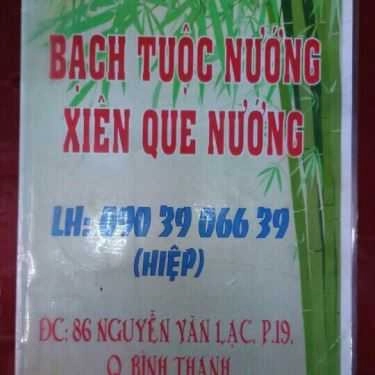 BẠCH TUỘC NƯỚNG
XIÊN QUE NƯỚNG
LH: 090 39 066 39
(HIỆP)
ĐC: 86 NGUYỄN VĂN LẠC, P.19,
Q. BÌNH THẠNH